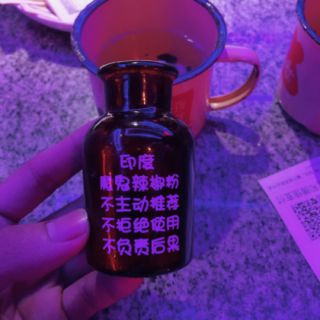 印度
魔鬼辣椒粉
不主动推荐
不拒绝使用
不负责后果